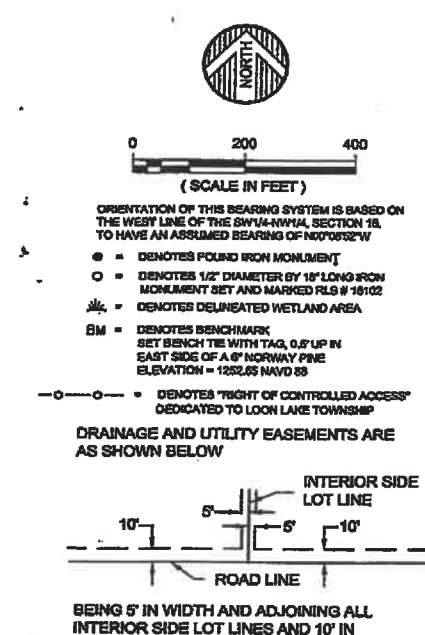 NORTH
0 200 400
( SCALE IN FEET )
ORIENTATION OF THIS BEARING SYSTEM IS BASED ON
THE WEST LINE OF THE SW1/4-NW1/4, SECTION 16,
TO HAVE AN ASSUMED BEARING OF
= DENOTES FOUND IRON MONUMENT
= DENOTES 1/2" DIAMETER BY 18" LONG IRON
MONUMENT SET AND MARKED RLS # 16102
= DENOTES DELINEATED WETLAND AREA
BM = DENOTES BENCHMARK
SET BENCH TIE WITH TAG, 0.5' UP IN
EAST SIDE OF A 6" NORWAY PINE
ELEVATION = 1252.65 NAVD 88
= DENOTES "RIGHT OF CONTROLLED ACCESS"
DEDICATED TO LOON LAKE TOWNSHIP
DRAINAGE AND UTILITY EASEMENTS ARE
AS SHOWN BELOW
INTERIOR SIDE
LOT LINE
5'
10' 5' 10'
ROAD LINE
BEING 5' IN WIDTH AND ADJOINING ALL
INTERIOR SIDE LOT LINES AND 10' IN